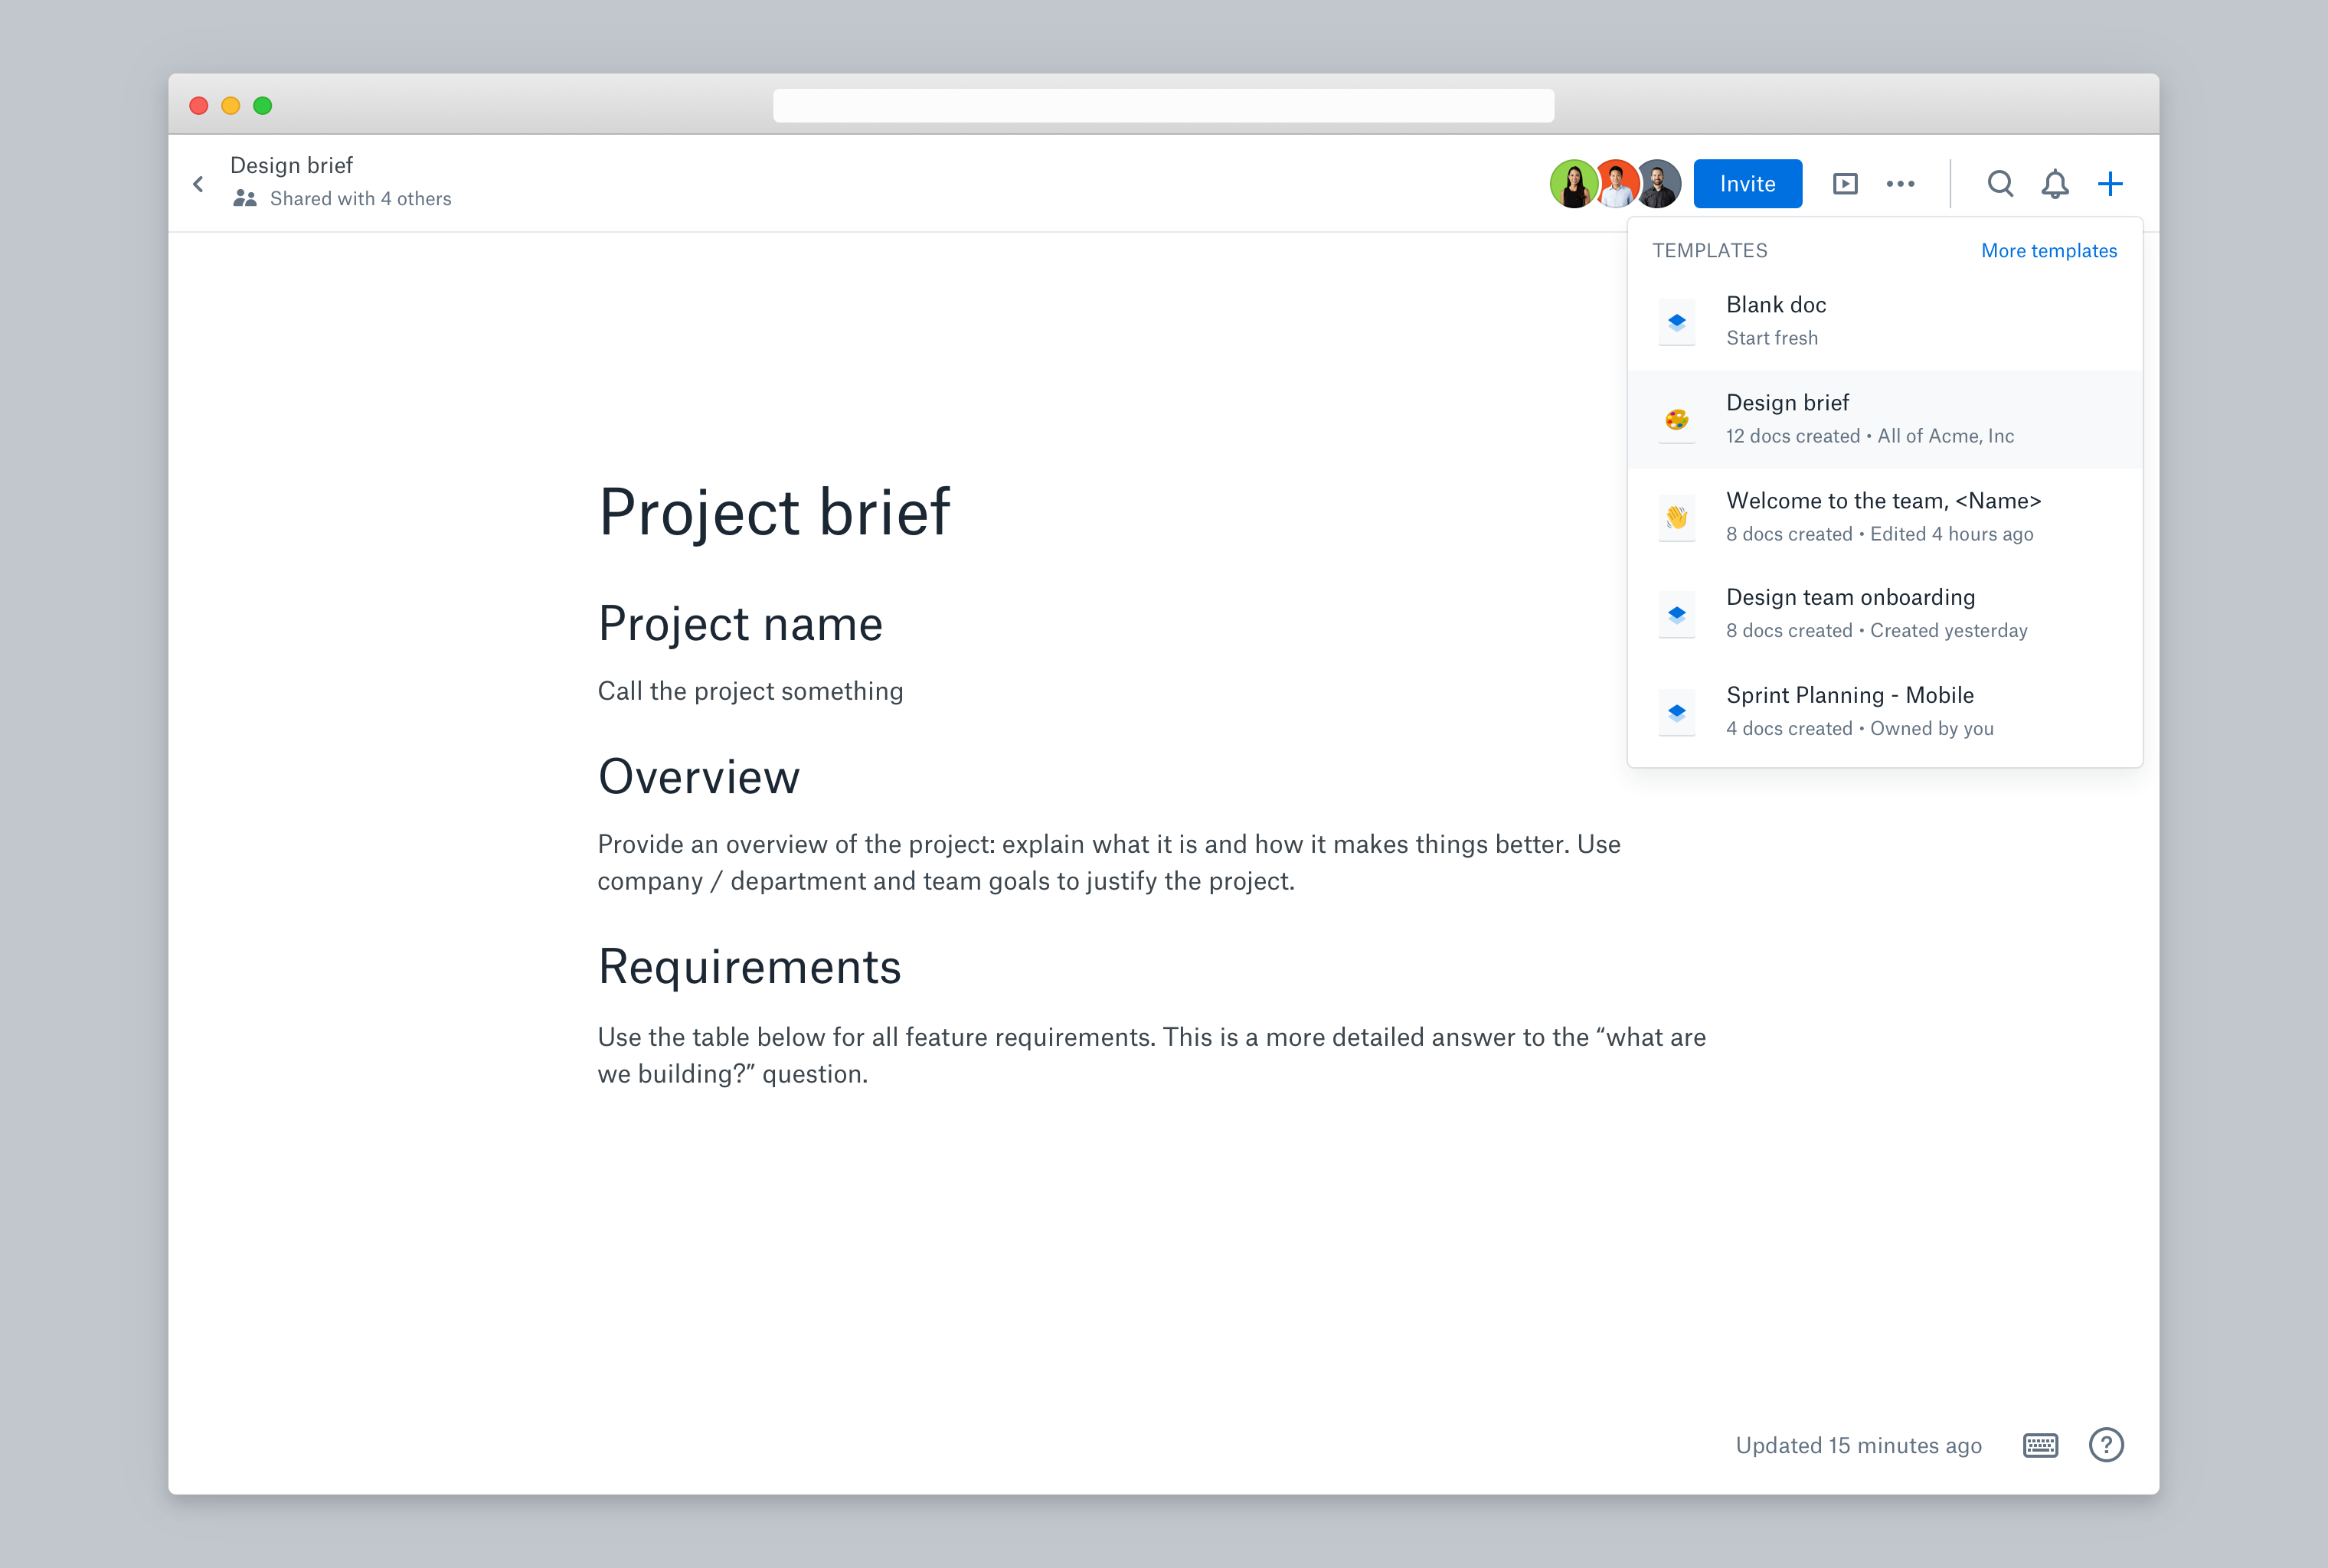 Design brief
Shared with 4 others
Invite
TEMPLATES
More templates
Blank doc
Start fresh
Design brief
12 docs created • All of Acme, Inc
Welcome to the team, <Name>
8 docs created • Edited 4 hours ago
Design team onboarding
8 docs created • Created yesterday
Sprint Planning - Mobile
4 docs created • Owned by you
Project brief
Project name
Call the project something
Overview
Provide an overview of the project: explain what it is and how it makes things better. Use
company / department and team goals to justify the project.
Requirements
Use the table below for all feature requirements. This is a more detailed answer to the “what are
we building?” question.
Updated 15 minutes ago
?